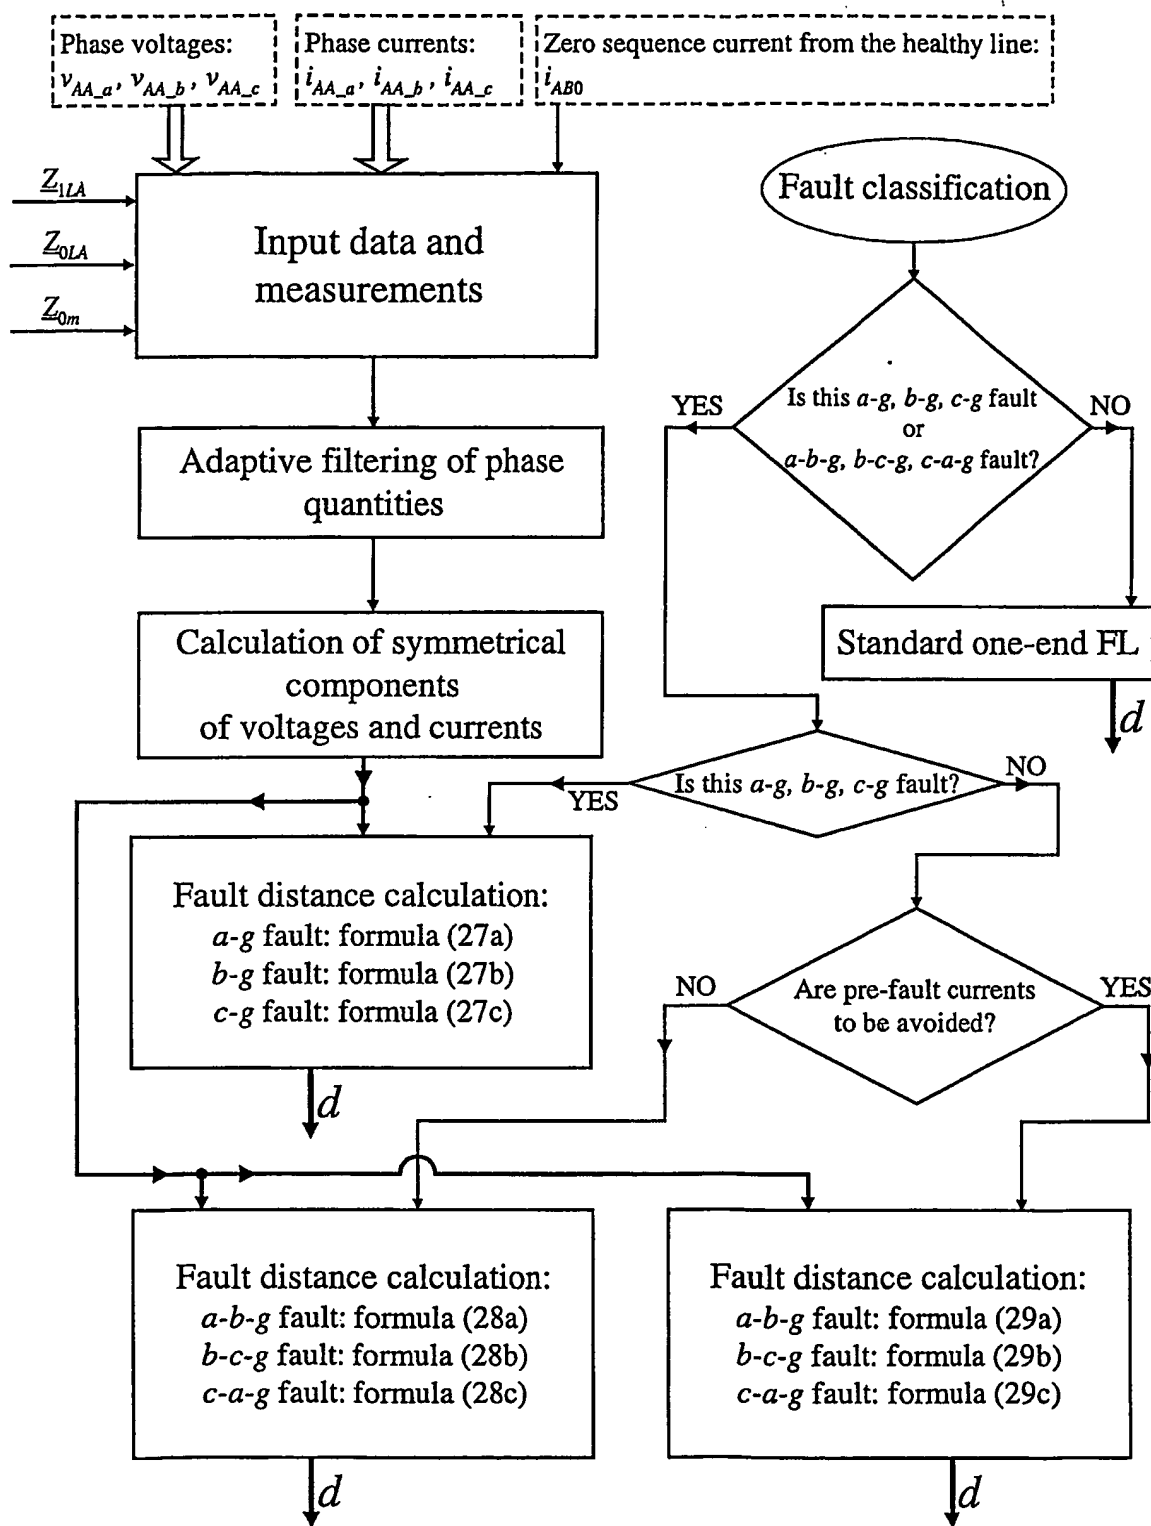 Phase voltages:
v_AA_a, v_AA_b, v_AA_c
Phase currents:
i_AA_a, i_AA_b, i_AA_c
Zero sequence current from the healthy line:
i_AB0
Z_1LA
Z_0LA
Z_0m
Input data and
measurements
Fault classification
Adaptive filtering of phase
quantities
YES
Is this a-g, b-g, c-g fault
or
a-b-g, b-c-g, c-a-g fault?
NO
Calculation of symmetrical
components
of voltages and currents
Standard one-end FL
d
Is this a-g, b-g, c-g fault?
YES
NO
Fault distance calculation:
a-g fault: formula (27a)
b-g fault: formula (27b)
c-g fault: formula (27c)
d
NO
Are pre-fault currents
to be avoided?
YES
Fault distance calculation:
a-b-g fault: formula (28a)
b-c-g fault: formula (28b)
c-a-g fault: formula (28c)
d
Fault distance calculation:
a-b-g fault: formula (29a)
b-c-g fault: formula (29b)
c-a-g fault: formula (29c)
d